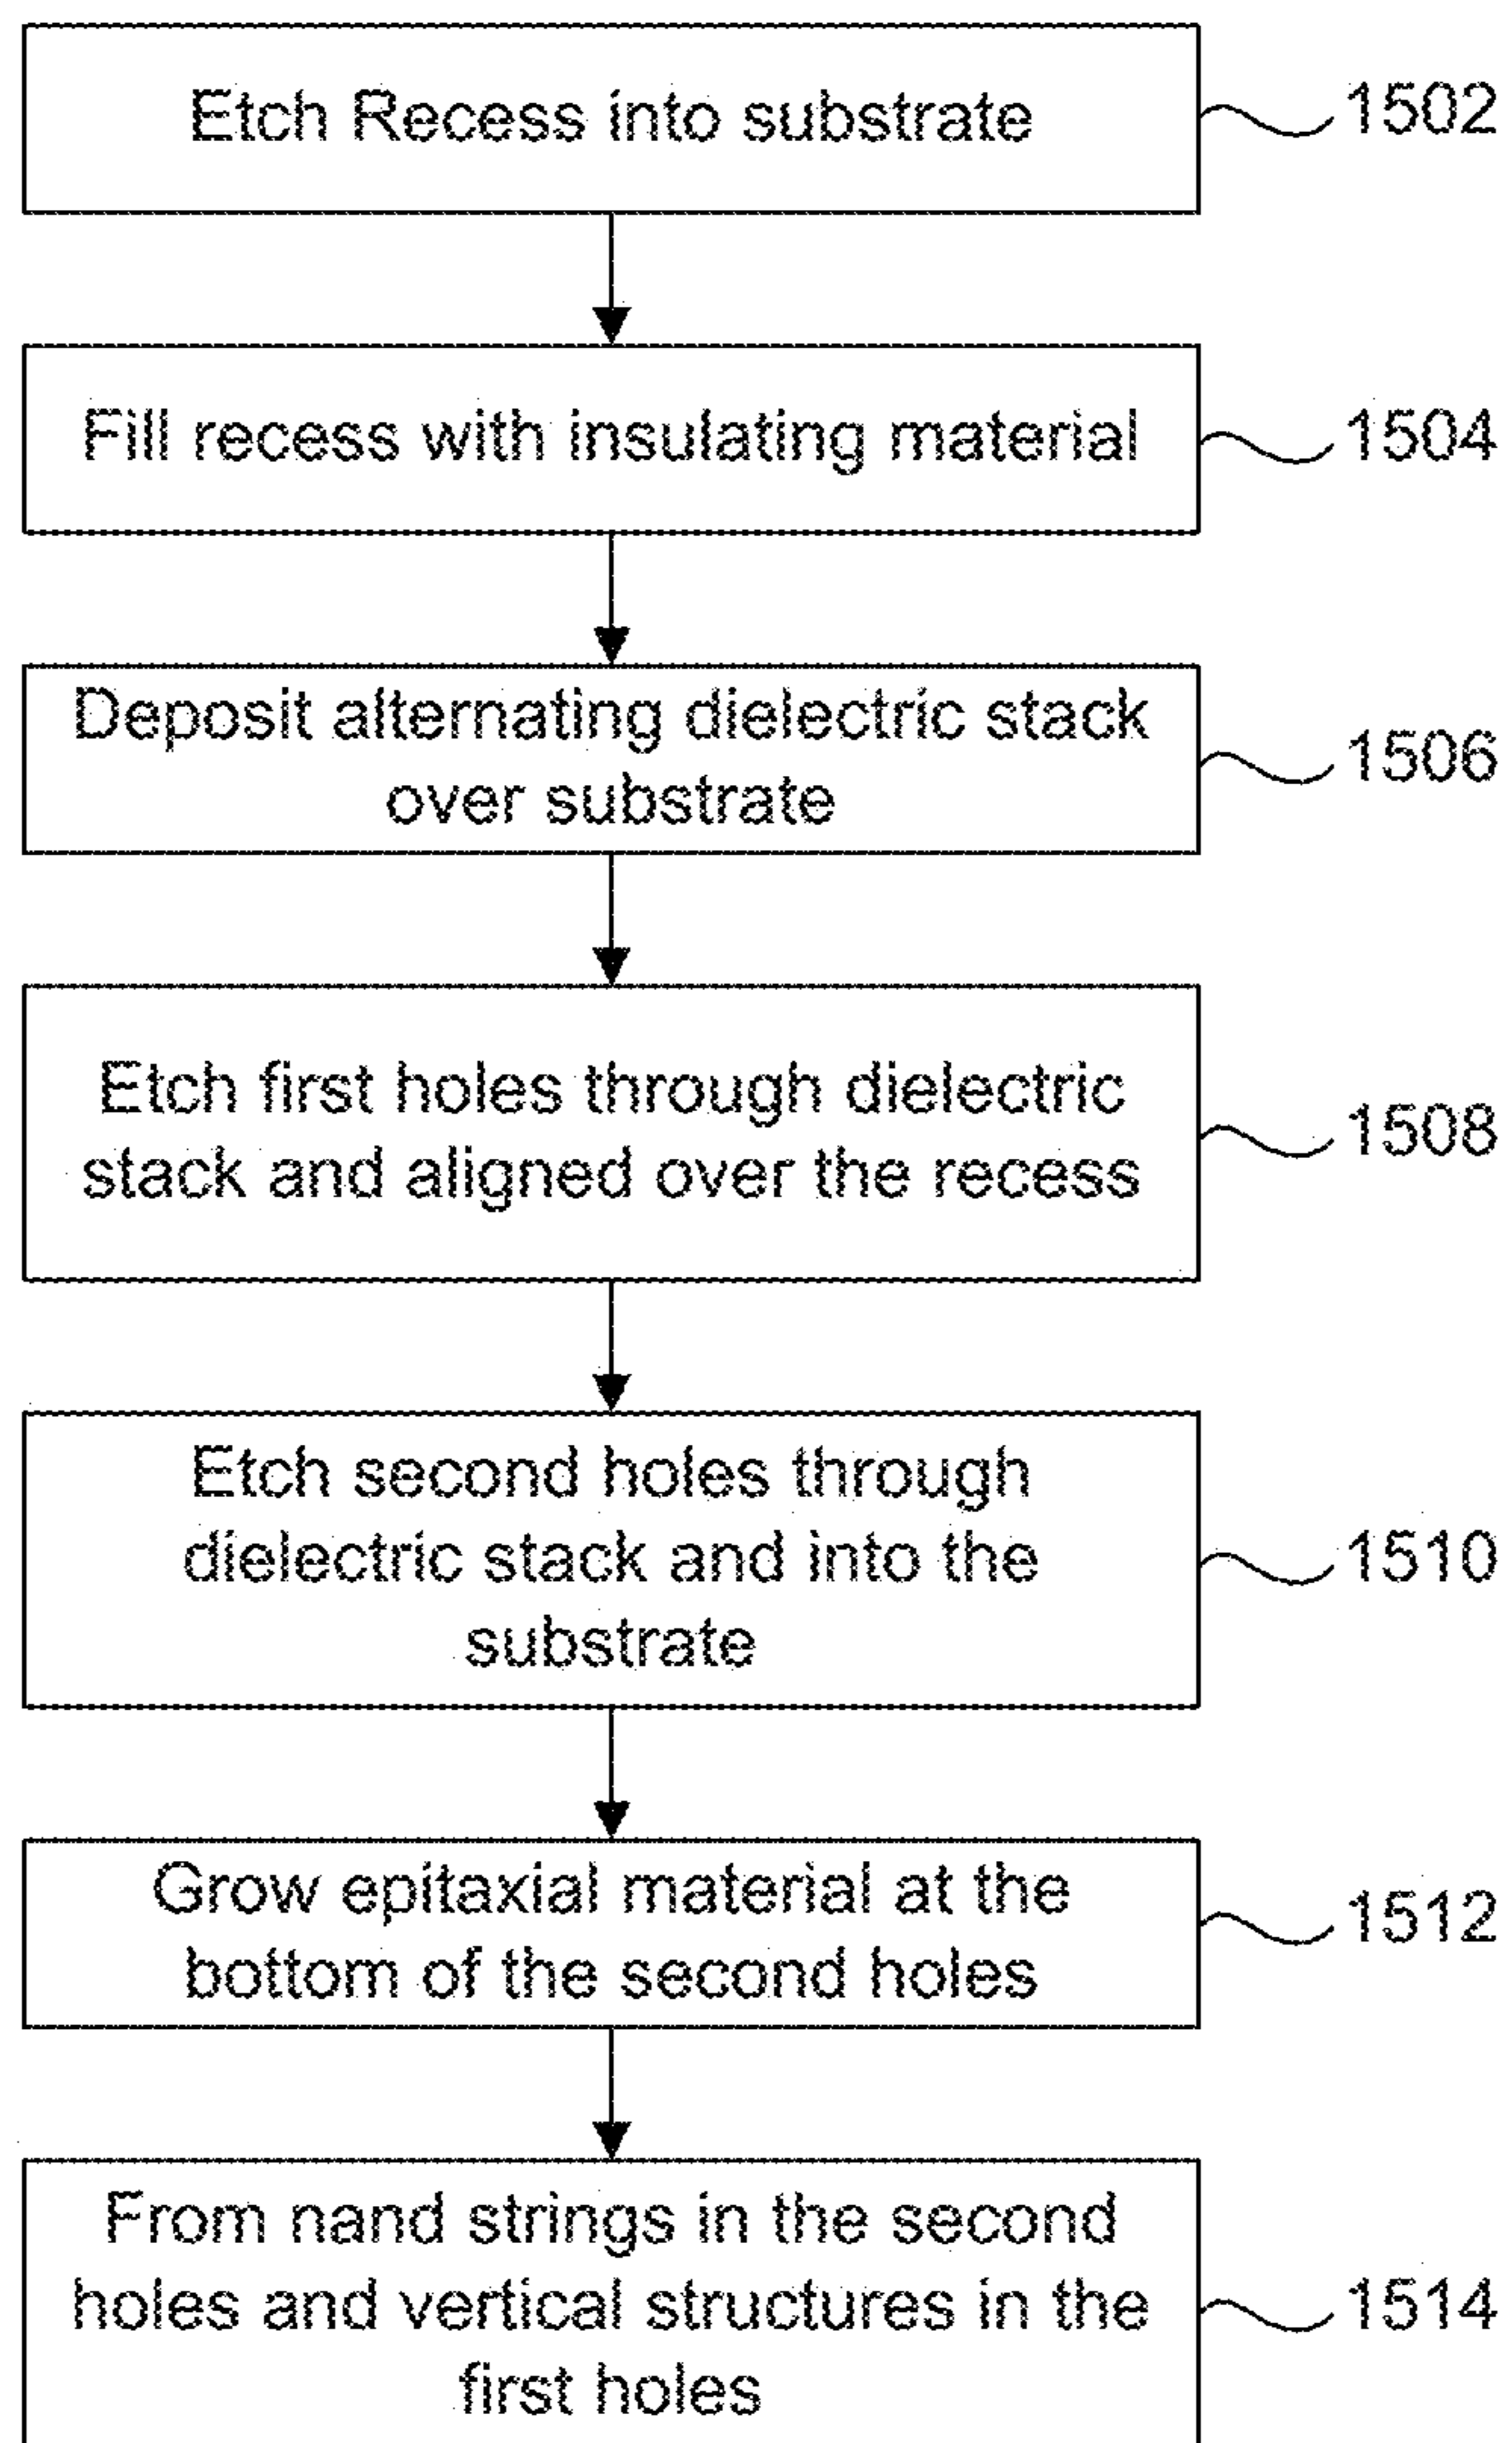 Etch Recess into substrate
1502
Fill recess with insulating material
1504
Deposit alternating dielectric stack
over substrate
1506
Etch first holes through dielectric
stack and aligned over the recess
1508
Etch second holes through
dielectric stack and into the
substrate
1510
Grow epitaxial material at the
bottom of the second holes
1512
From nand strings in the second
holes and vertical structures in the
first holes
1514